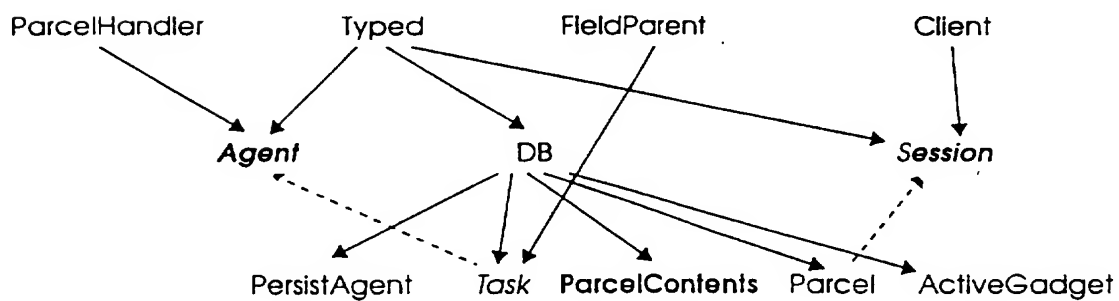 ParcelHandler Typed FieldParent Client
Agent DB Session
PersistAgent Task ParcelContents Parcel ActiveGadget